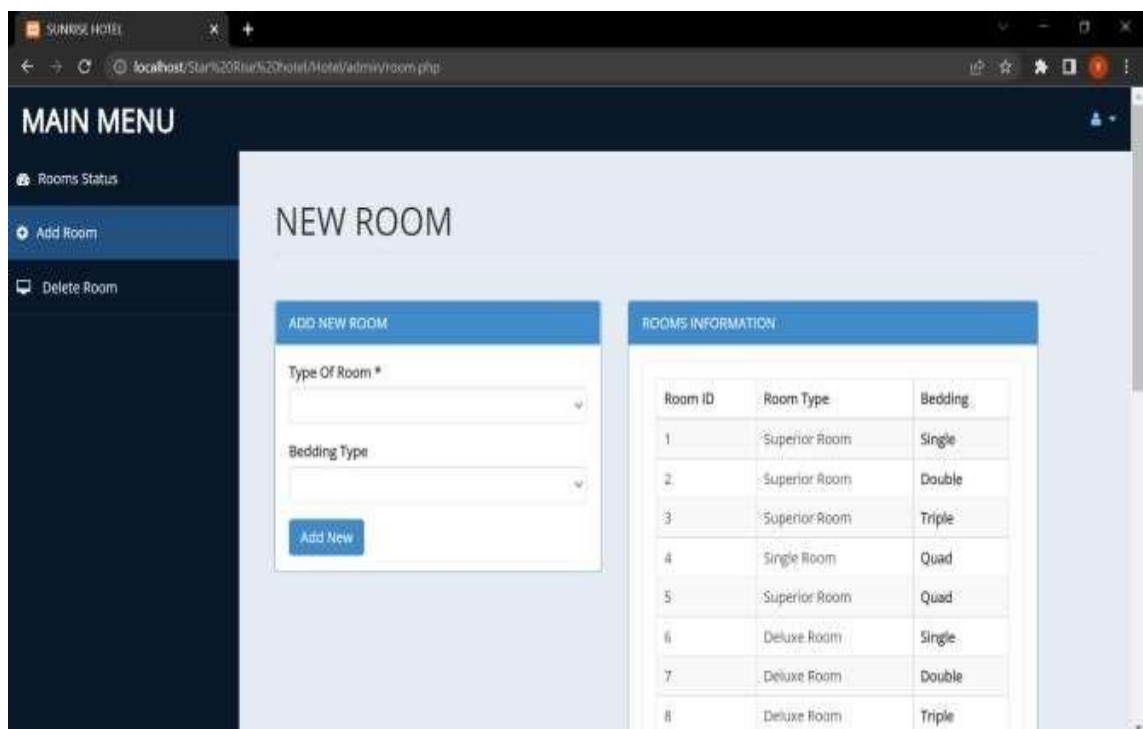 SUNRISE HOTEL
localhost/Star%20Rise%20hotel/Hotel/admin/room.php
MAIN MENU
Rooms Status
Add Room
Delete Room
NEW ROOM
ADD NEW ROOM
Type Of Room *
Bedding Type
Add New
ROOMS INFORMATION
Room ID Room Type Bedding
1 Superior Room Single
2 Superior Room Double
3 Superior Room Triple
4 Single Room Quad
5 Superior Room Quad
6 Deluxe Room Single
7 Deluxe Room Double
8 Deluxe Room Triple